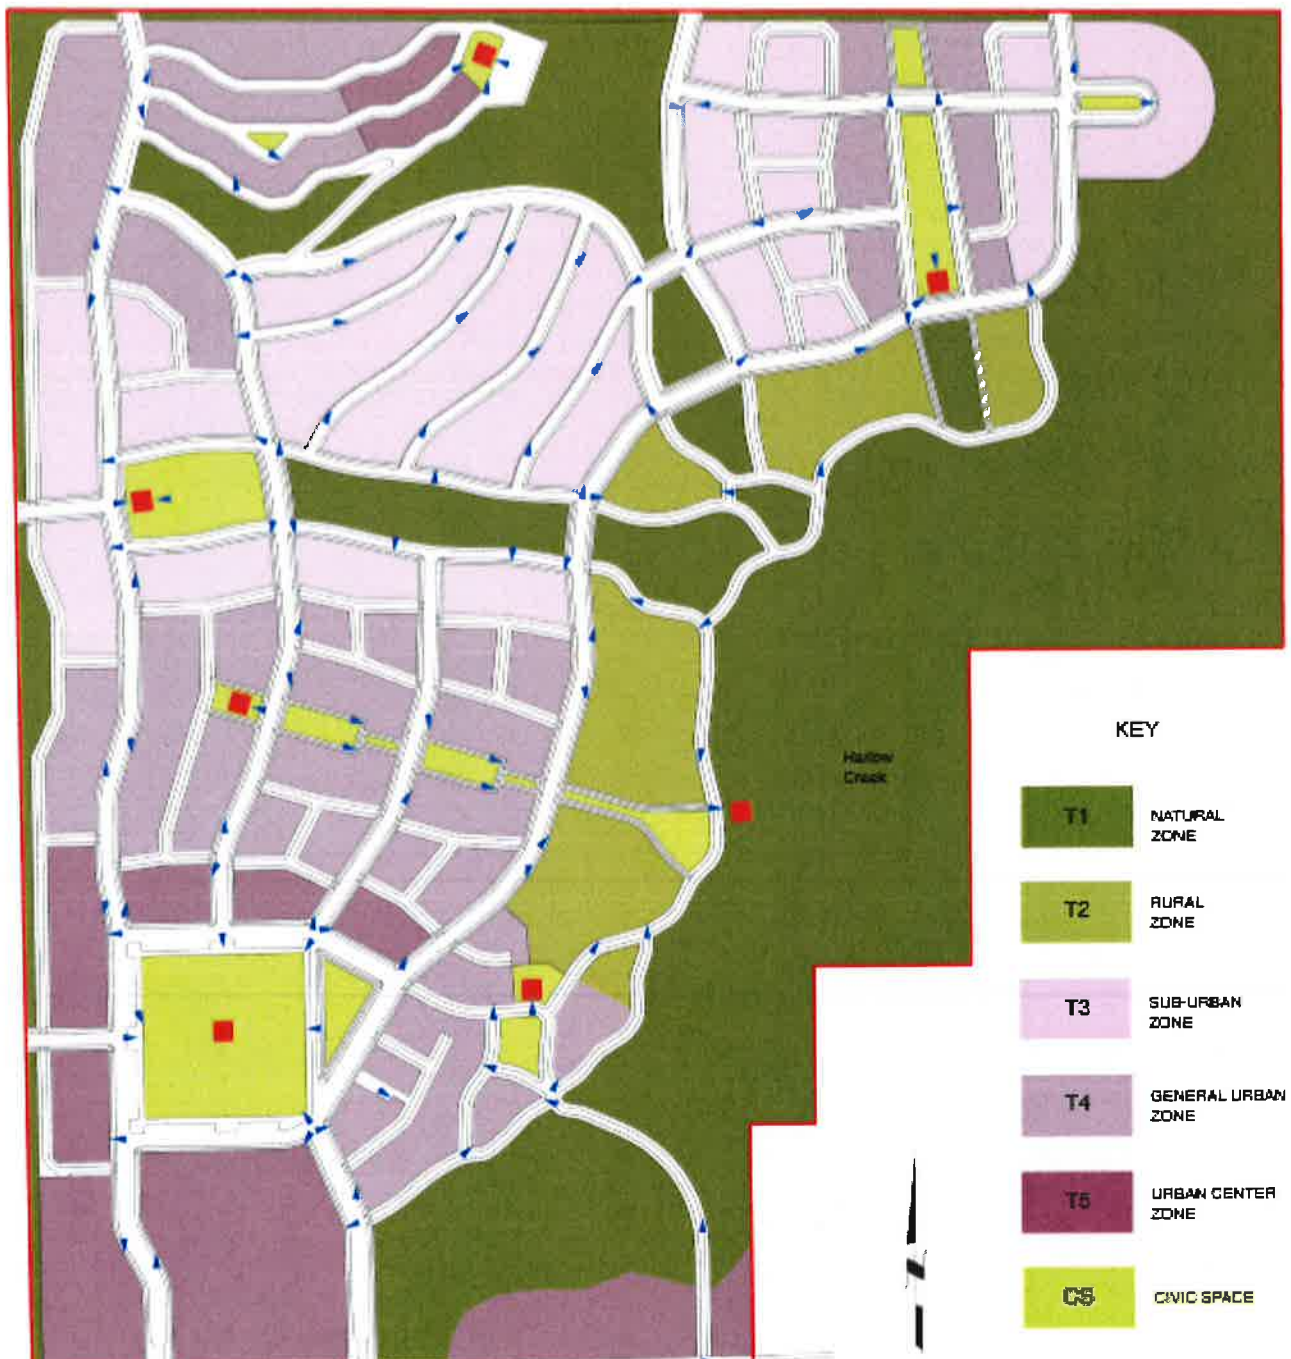 Harlow
Creek
KEY
T1
NATURAL
ZONE
T2
RURAL
ZONE
T3
SUB-URBAN
ZONE
T4
GENERAL URBAN
ZONE
T5
URBAN CENTER
ZONE
CS
CIVIC SPACE